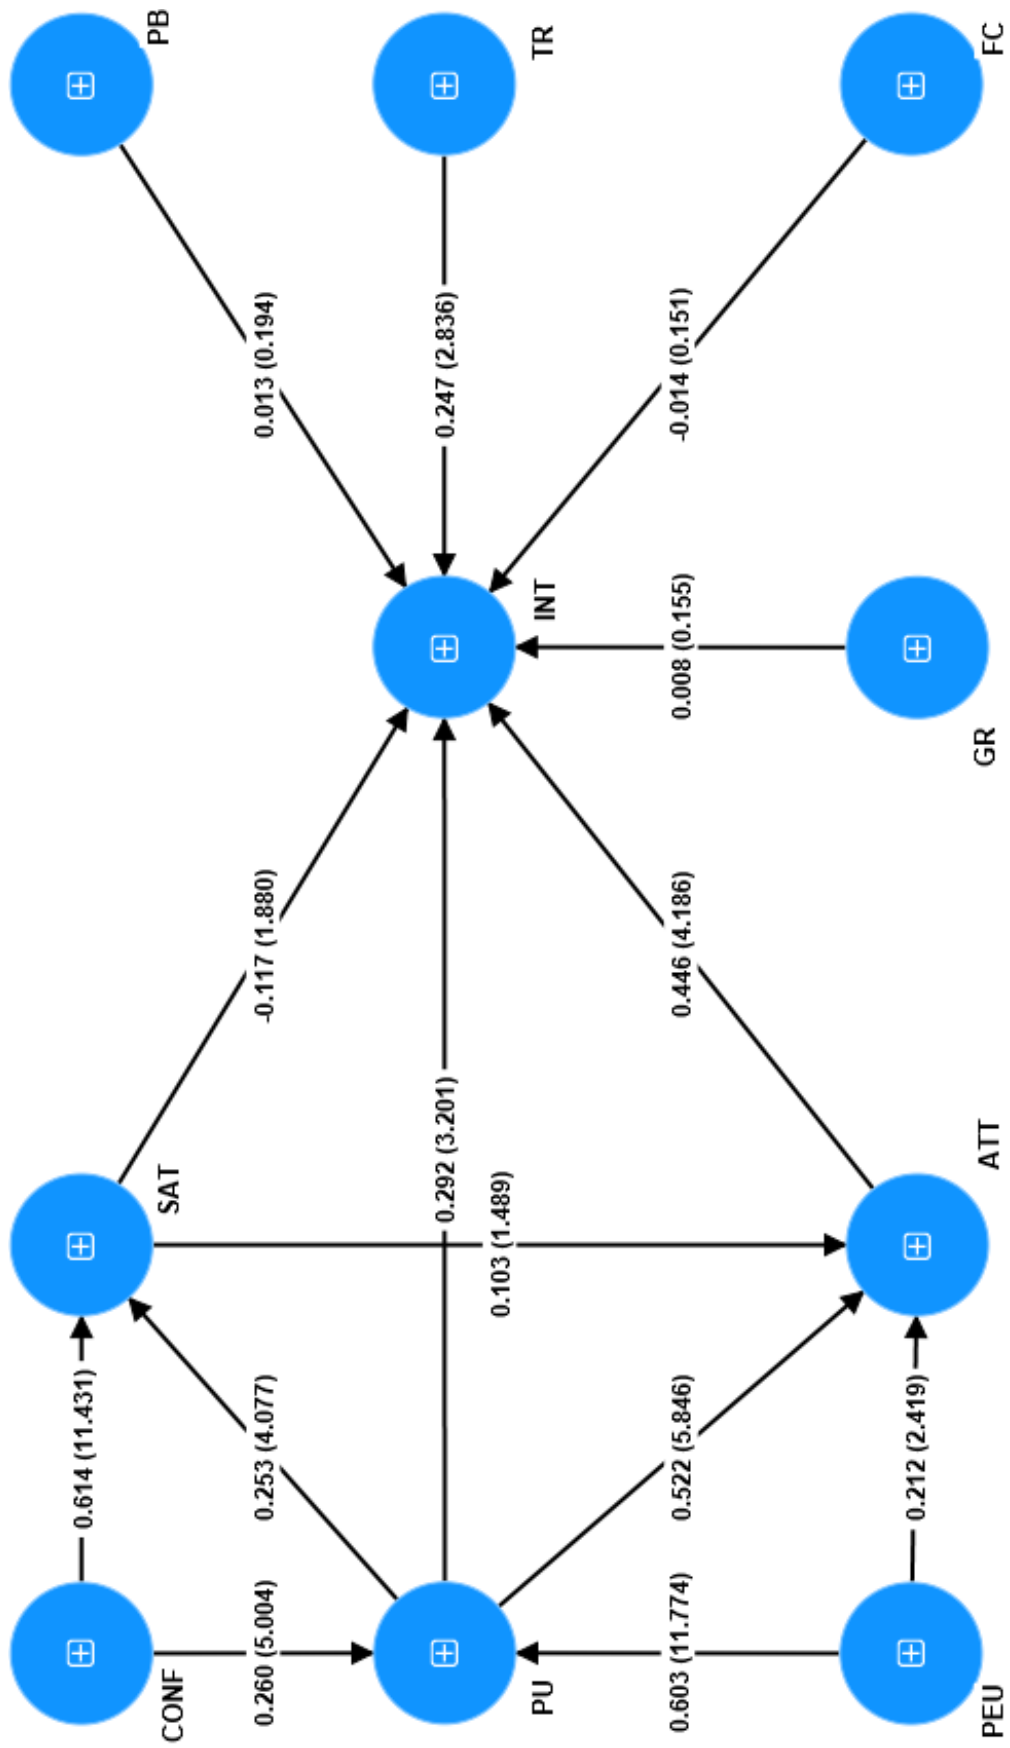 CONF
0.614 (11.431)
SAT
-0.117 (1.880)
0.013 (0.194)
PB
0.260 (5.004)
0.253 (4.077)
PU
0.292 (3.201)
0.103 (1.489)
INT
0.247 (2.836)
TR
0.603 (11.774)
0.522 (5.846)
0.446 (4.186)
0.008 (0.155)
-0.014 (0.151)
PEU
0.212 (2.419)
ATT
GR
FC